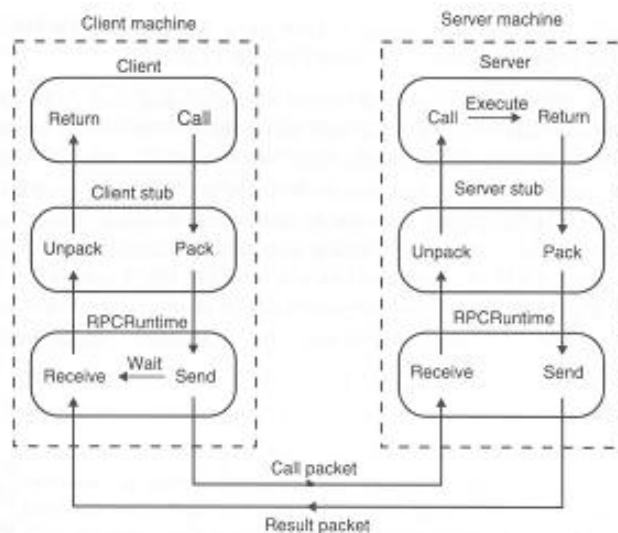 Client machine
Server machine
Client
Server
Return
Call
Call
Execute
Return
Client stub
Server stub
Unpack
Pack
Unpack
Pack
RPCRuntime
RPCRuntime
Receive
Wait
Send
Receive
Send
Call packet
Result packet